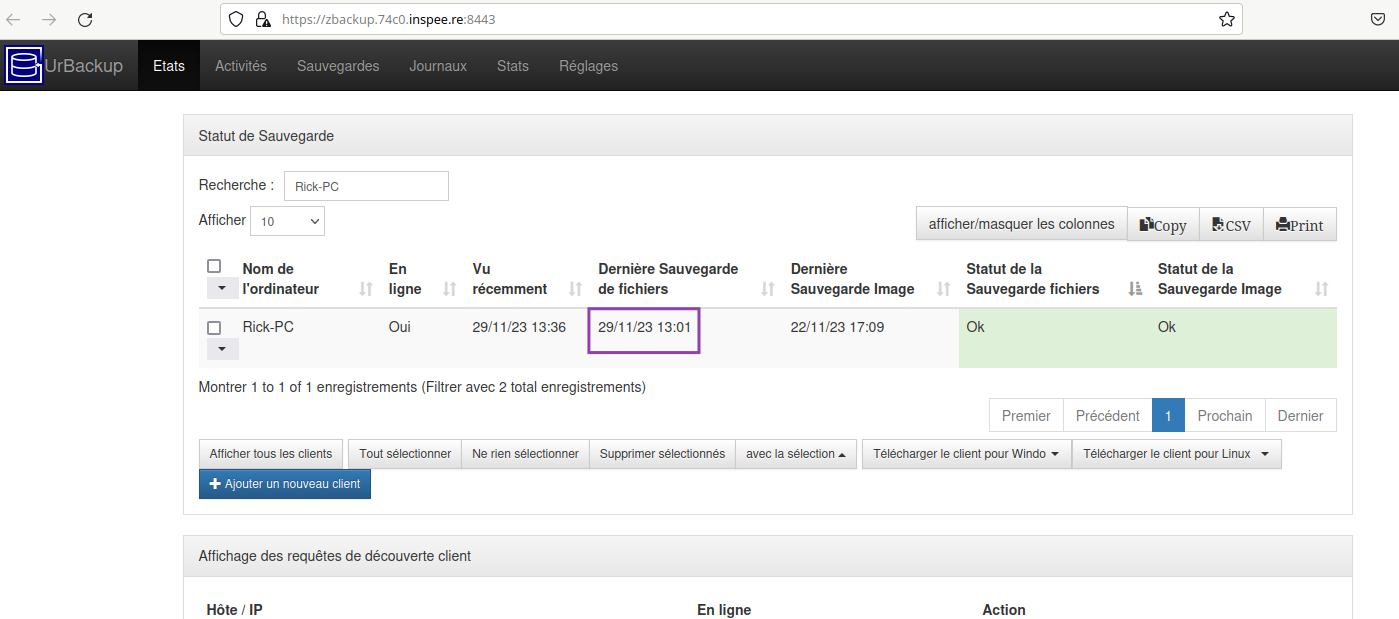 https://zbackup.74c0.inspee.re:8443
UrBackup Etats Activités Sauvegardes Journaux Stats Réglages
Statut de Sauvegarde
Recherche : Rick-PC
Afficher 10
afficher/masquer les colonnes Copy CSV Print
Nom de l'ordinateur En ligne Vu récemment Dernière Sauvegarde de fichiers Dernière Sauvegarde Image Statut de la Sauvegarde fichiers Statut de la Sauvegarde Image
Rick-PC Oui 29/11/23 13:36 29/11/23 13:01 22/11/23 17:09 Ok Ok
Montrer 1 to 1 of 1 enregistrements (Filtrer avec 2 total enregistrements)
Premier Précédent 1 Prochain Dernier
Afficher tous les clients Tout sélectionner Ne rien sélectionner Supprimer sélectionnés avec la sélection Télécharger le client pour Windo Télécharger le client pour Linux
Ajouter un nouveau client
Affichage des requêtes de découverte client
Hôte / IP En ligne Action